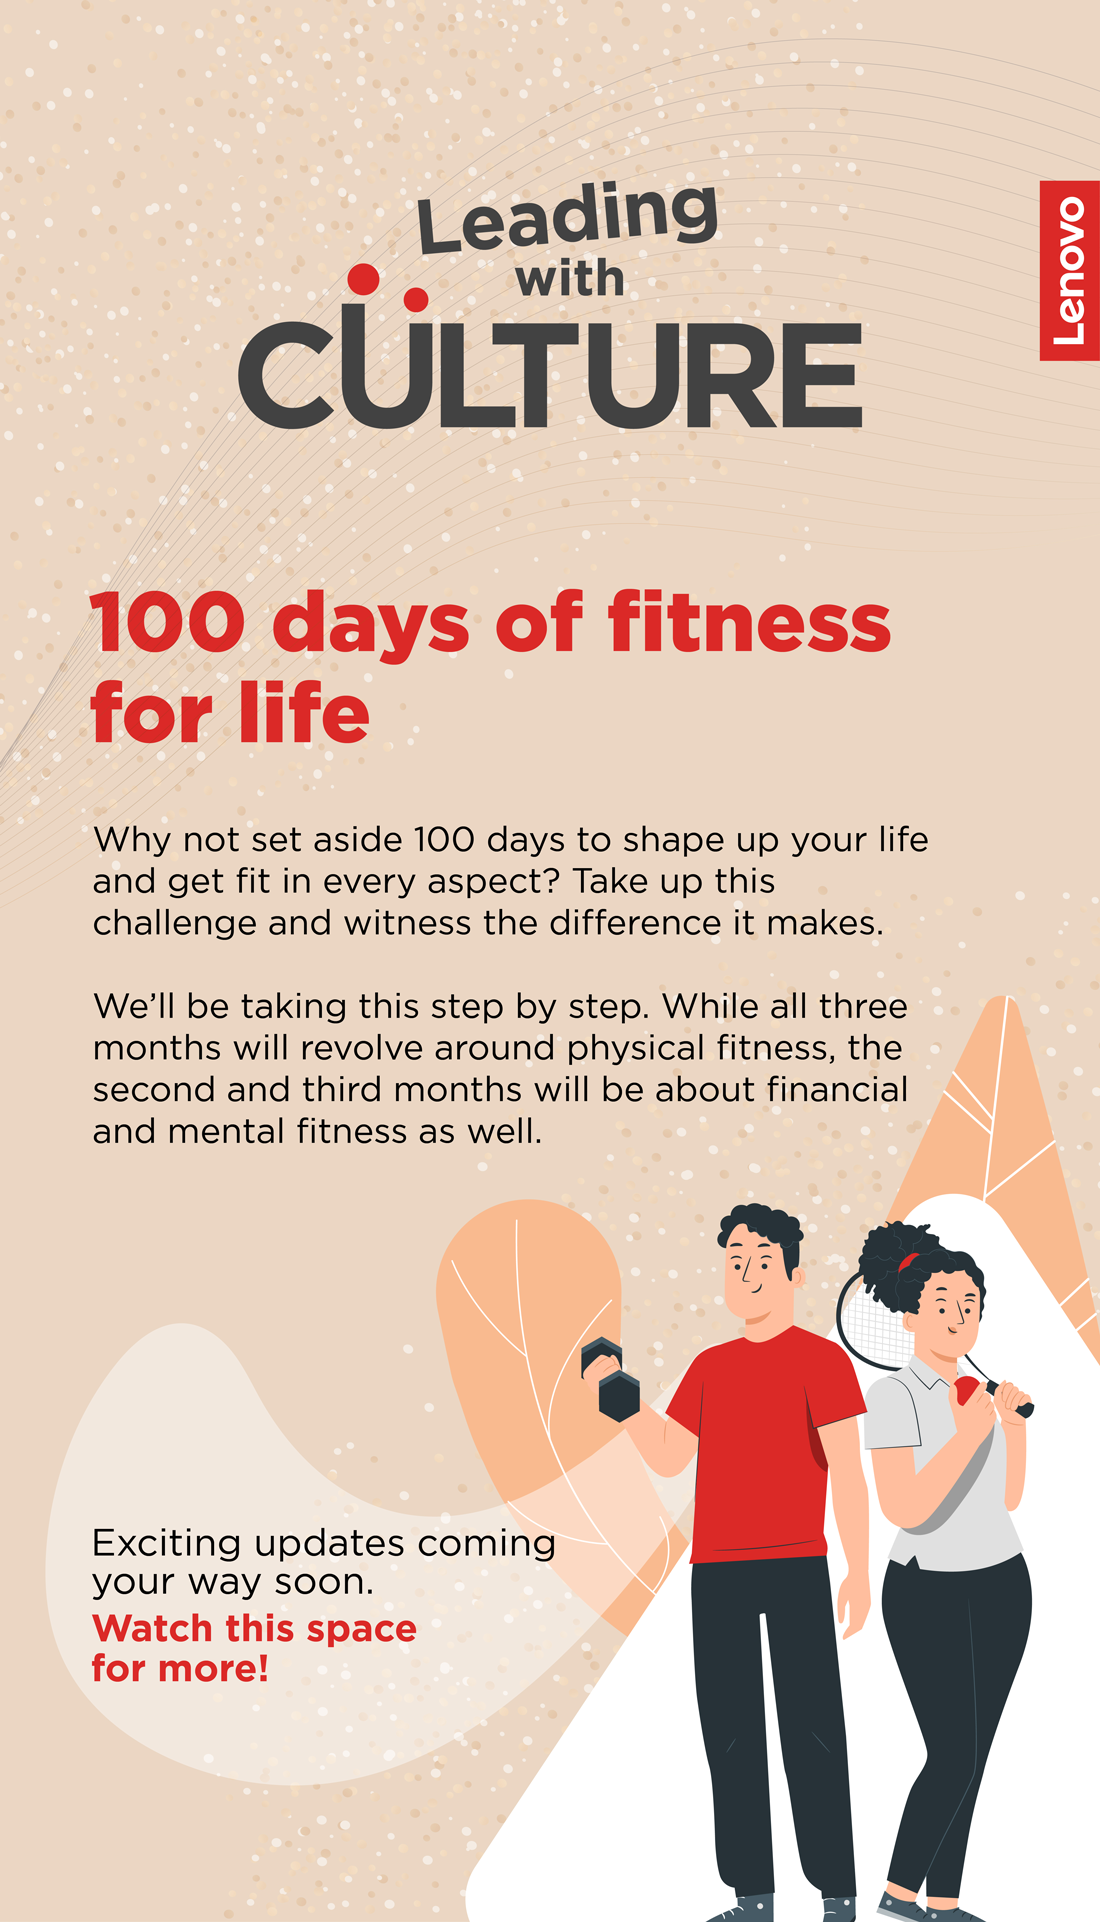 Leading
with
CULTURE
Lenovo
100 days of fitness
for life
Why not set aside 100 days to shape up your life
and get fit in every aspect? Take up this
challenge and witness the difference it makes.
We’ll be taking this step by step. While all three
months will revolve around physical fitness, the
second and third months will be about financial
and mental fitness as well.
Exciting updates coming
your way soon.
Watch this space
for more!